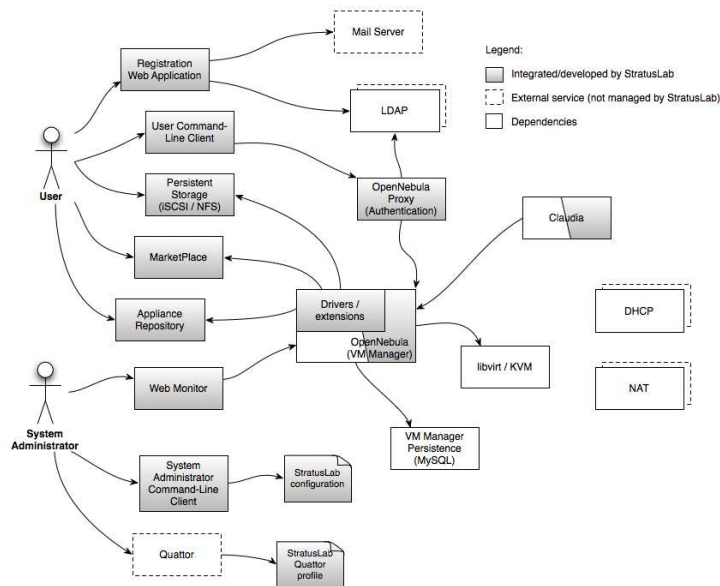 Mail Server
Legend:
Registration
Web Application
Integrated/developed by StratusLab
External service (not managed by StratusLab)
LDAP
Dependencies
User Command-
Line Client
User
Persistent
Storage
(iSCSI / NFS)
OpenNebula
Proxy
(Authentication)
Claudia
MarketPlace
Appliance
Repository
Drivers /
extensions
OpenNebula
(VM Manager)
DHCP
libvirt / KVM
NAT
Web Monitor
System
Administrator
VM Manager
Persistence
(MySQL)
System
Administrator
Command-Line
Client
StratusLab
configuration
Quattor
StratusLab
Quattor
profile